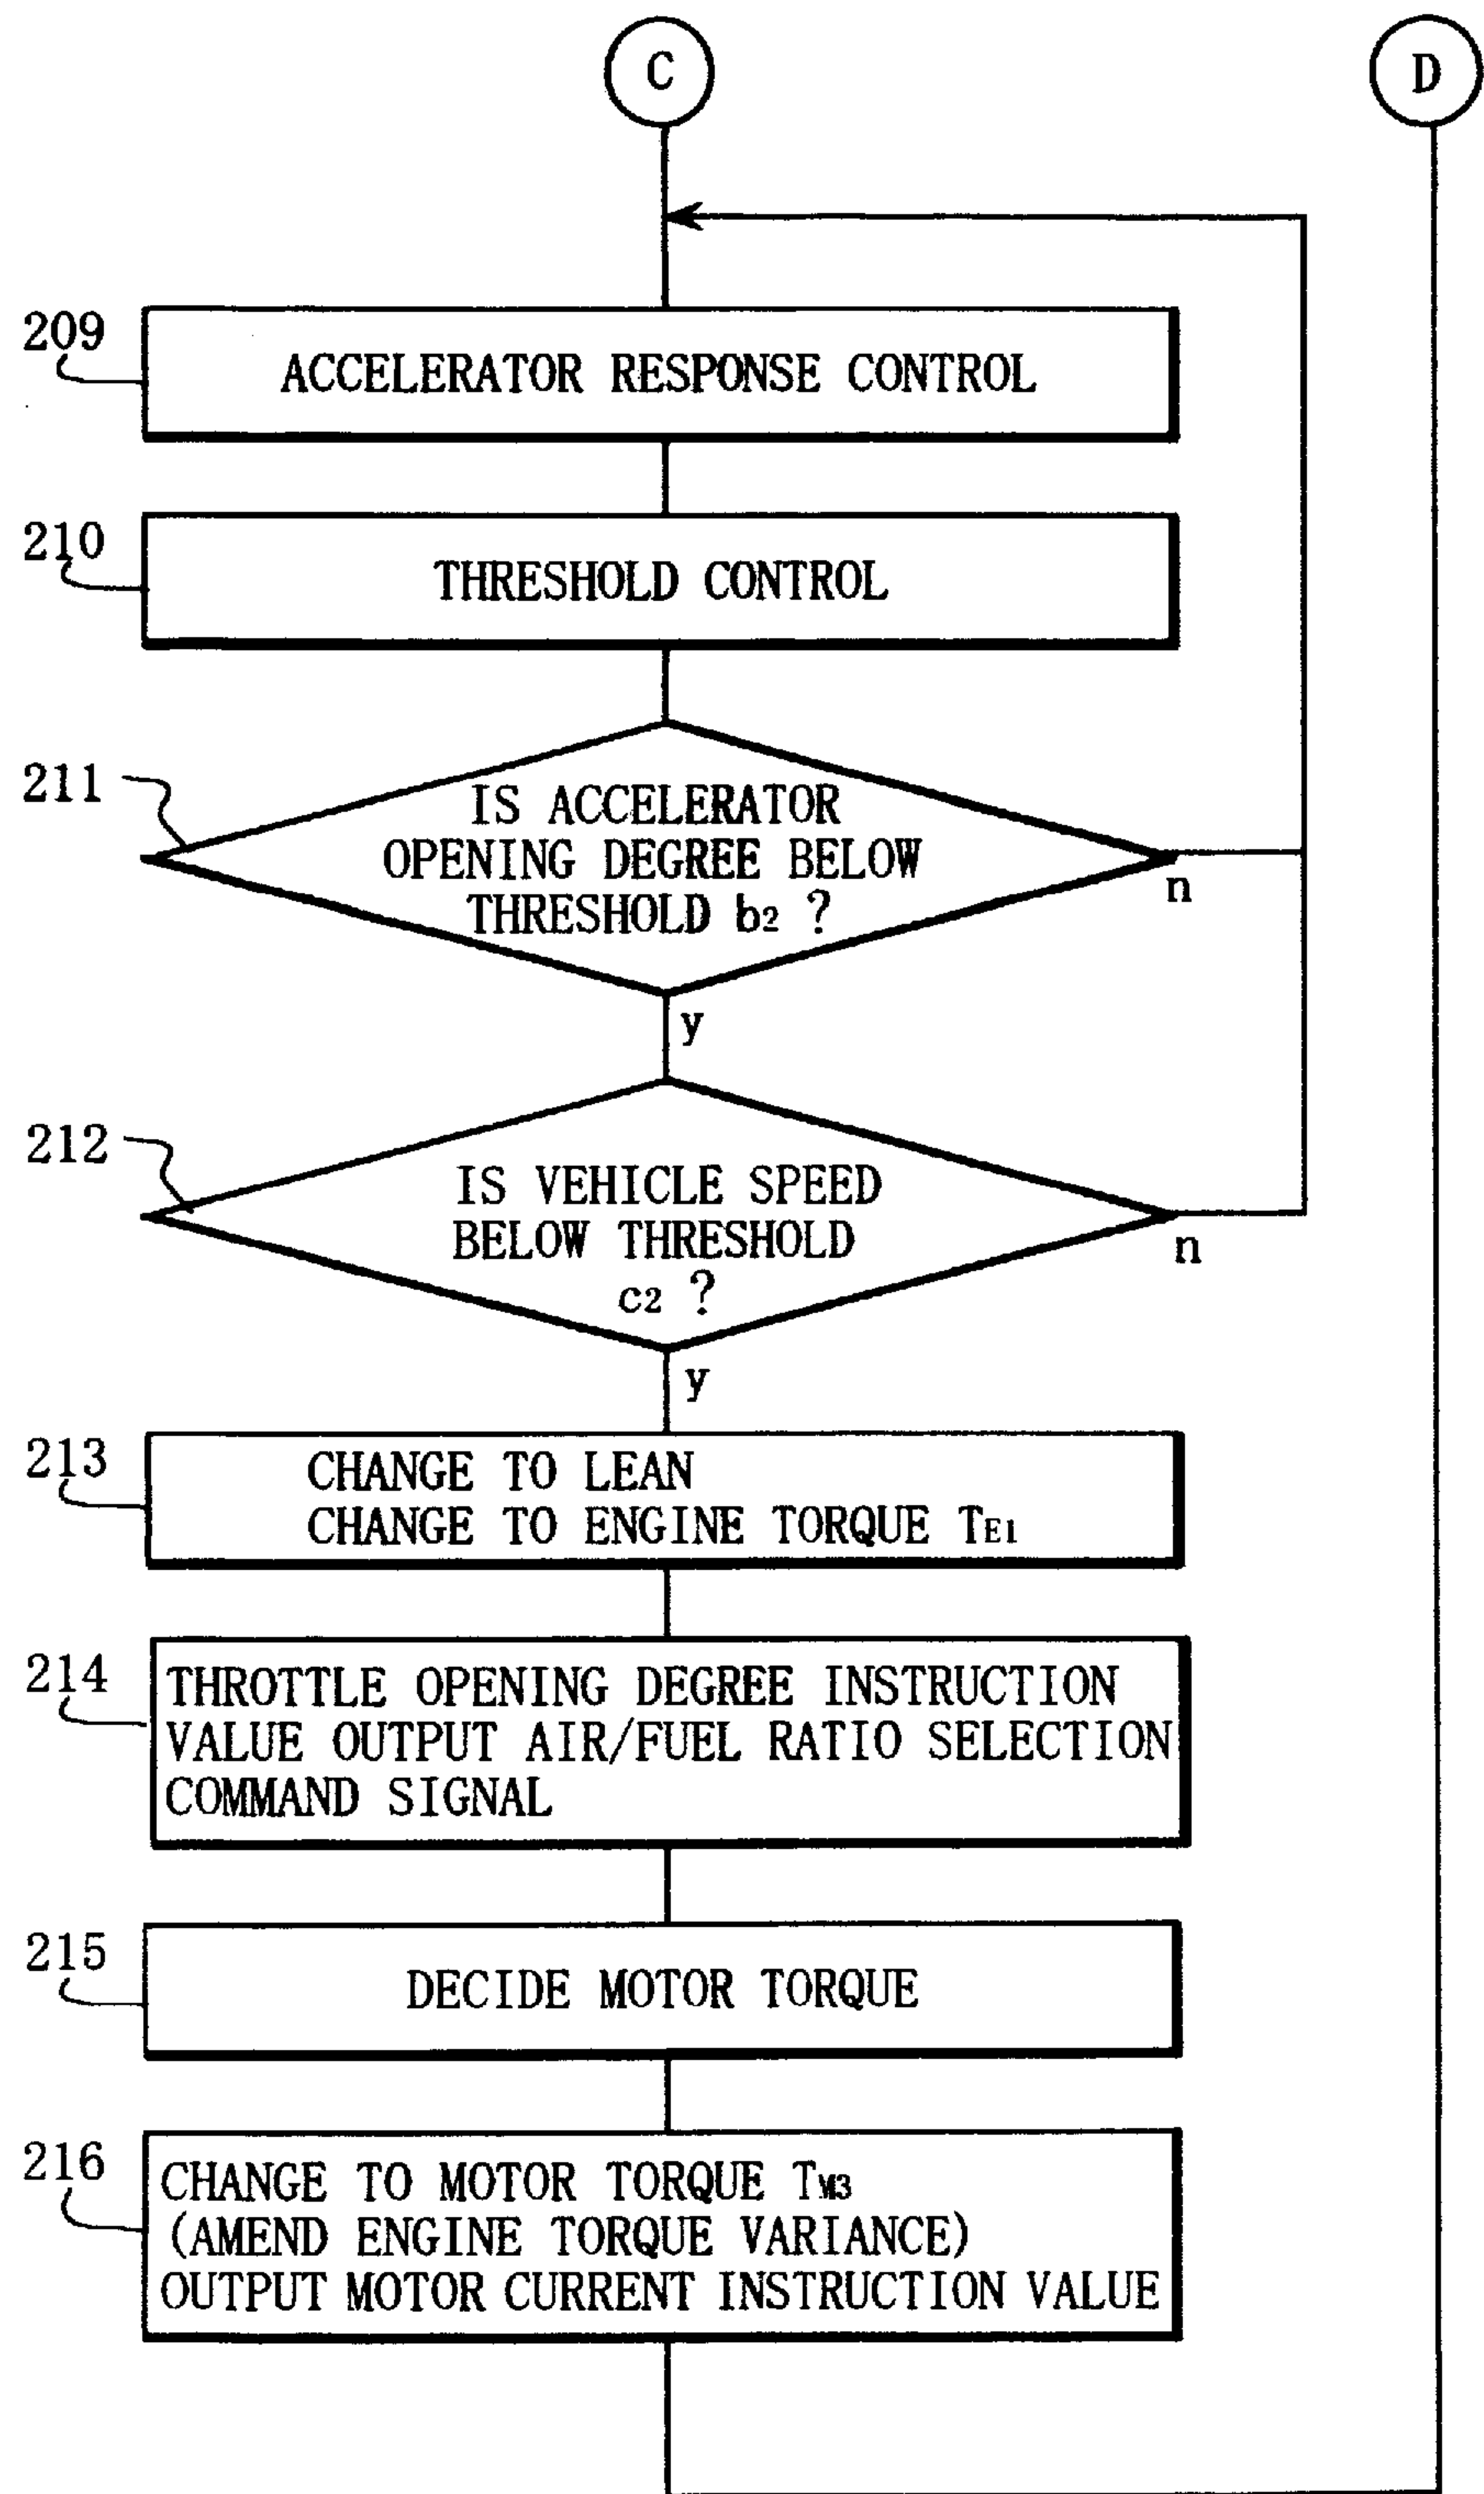 C
D
209
ACCELERATOR RESPONSE CONTROL
210
THRESHOLD CONTROL
211
IS ACCELERATOR
OPENING DEGREE BELOW
THRESHOLD b2 ?
n
y
212
IS VEHICLE SPEED
BELOW THRESHOLD
c2 ?
n
y
213
CHANGE TO LEAN
CHANGE TO ENGINE TORQUE TE1
214
THROTTLE OPENING DEGREE INSTRUCTION
VALUE OUTPUT AIR/FUEL RATIO SELECTION
COMMAND SIGNAL
215
DECIDE MOTOR TORQUE
216
CHANGE TO MOTOR TORQUE TM3
(AMEND ENGINE TORQUE VARIANCE)
OUTPUT MOTOR CURRENT INSTRUCTION VALUE